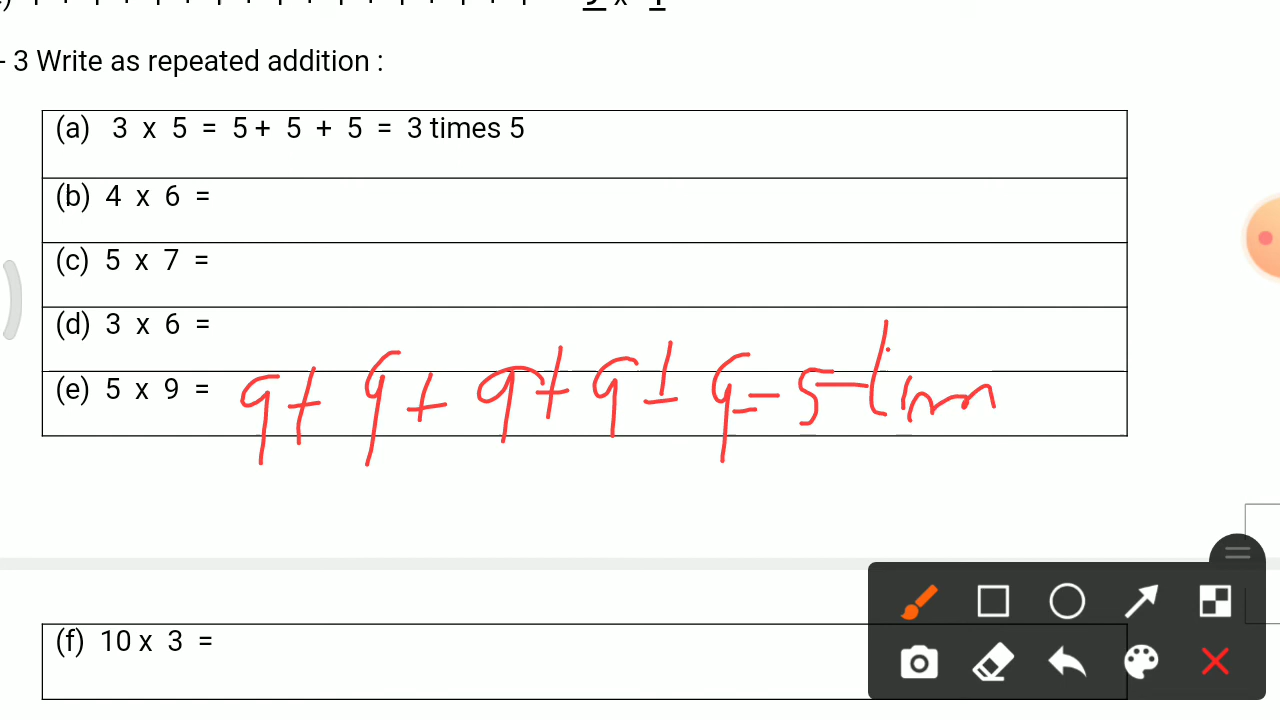 - 3 Write as repeated addition :
(a) 3 x 5 = 5 + 5 + 5 = 3 times 5
(b) 4 x 6 =
(c) 5 x 7 =
(d) 3 x 6 =
(e) 5 x 9 = 9 + 9 + 9 + 9 + 9 = 5
(f) 10 x 3 =